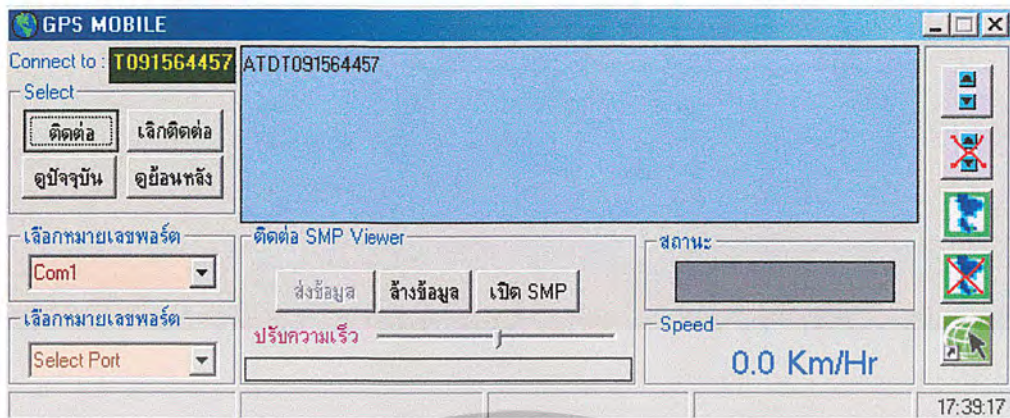 GPS MOBILE
Connect to : T091564457
ATDT091564457
Select
ติดต่อ
เลิกติดต่อ
ดูปัจจุบัน
ดูย้อนหลัง
เลือกหมายเลขพอร์ต
Com1
เลือกหมายเลขพอร์ต
Select Port
ติดต่อ SMP Viewer
ส่งข้อมูล
ล้างข้อมูล
เปิด SMP
ปรับความเร็ว
สถานะ
Speed
0.0 Km/Hr
17:39:17